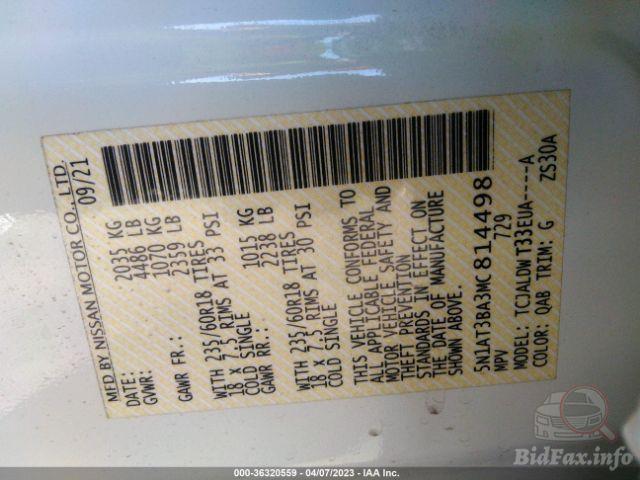 MFD BY NISSAN MOTOR CO., LTD.
DATE: 09/21
GVWR: 2035 KG
4486 LB
GAWR FR.: 1070 KG
2359 LB
WITH 235/60R18 TIRES
18 x 7.5 RIMS AT 33 PSI
COLD SINGLE
GAWR RR.: 1015 KG
2238 LB
WITH 235/60R18 TIRES
18 x 7.5 RIMS AT 30 PSI
COLD SINGLE
THIS VEHICLE CONFORMS TO
ALL APPLICABLE FEDERAL
MOTOR VEHICLE SAFETY AND
THEFT PREVENTION
STANDARDS IN EFFECT ON
THE DATE OF MANUFACTURE
SHOWN ABOVE.
5N1AT3BA3MC814498
MPV 729
MODEL: TCJALDWT33EUA----A
COLOR: QAB TRIM: G ZS30A
BidFax.info
000-36320559 - 04/07/2023 - IAA Inc.